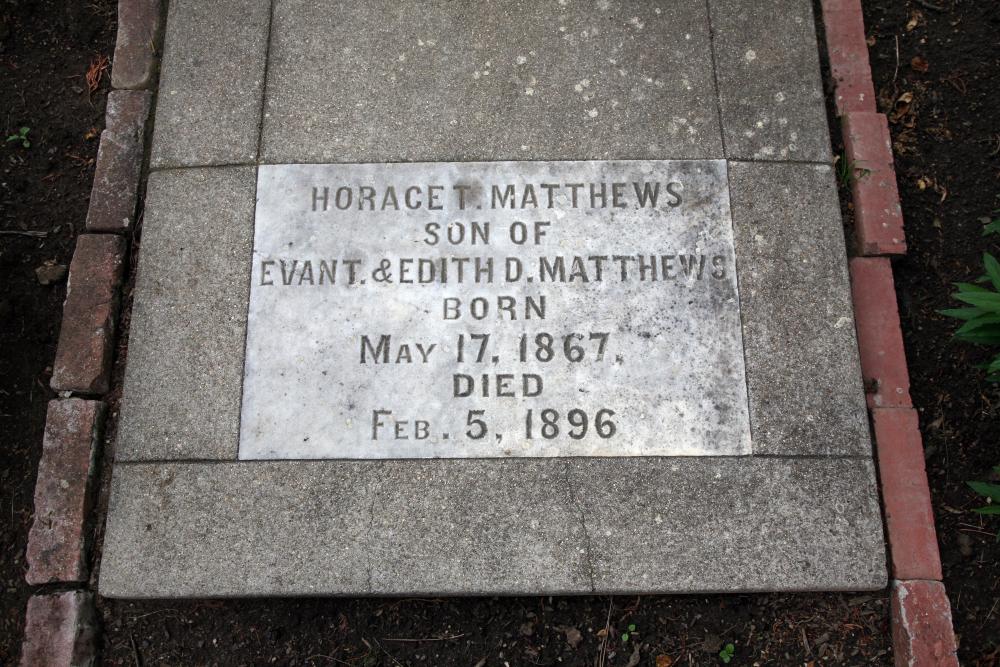 HORACE T. MATTHEWS
SON OF
EVAN T. & EDITH D. MATTHEWS
BORN
MAY 17, 1867.
DIED
FEB. 5, 1896